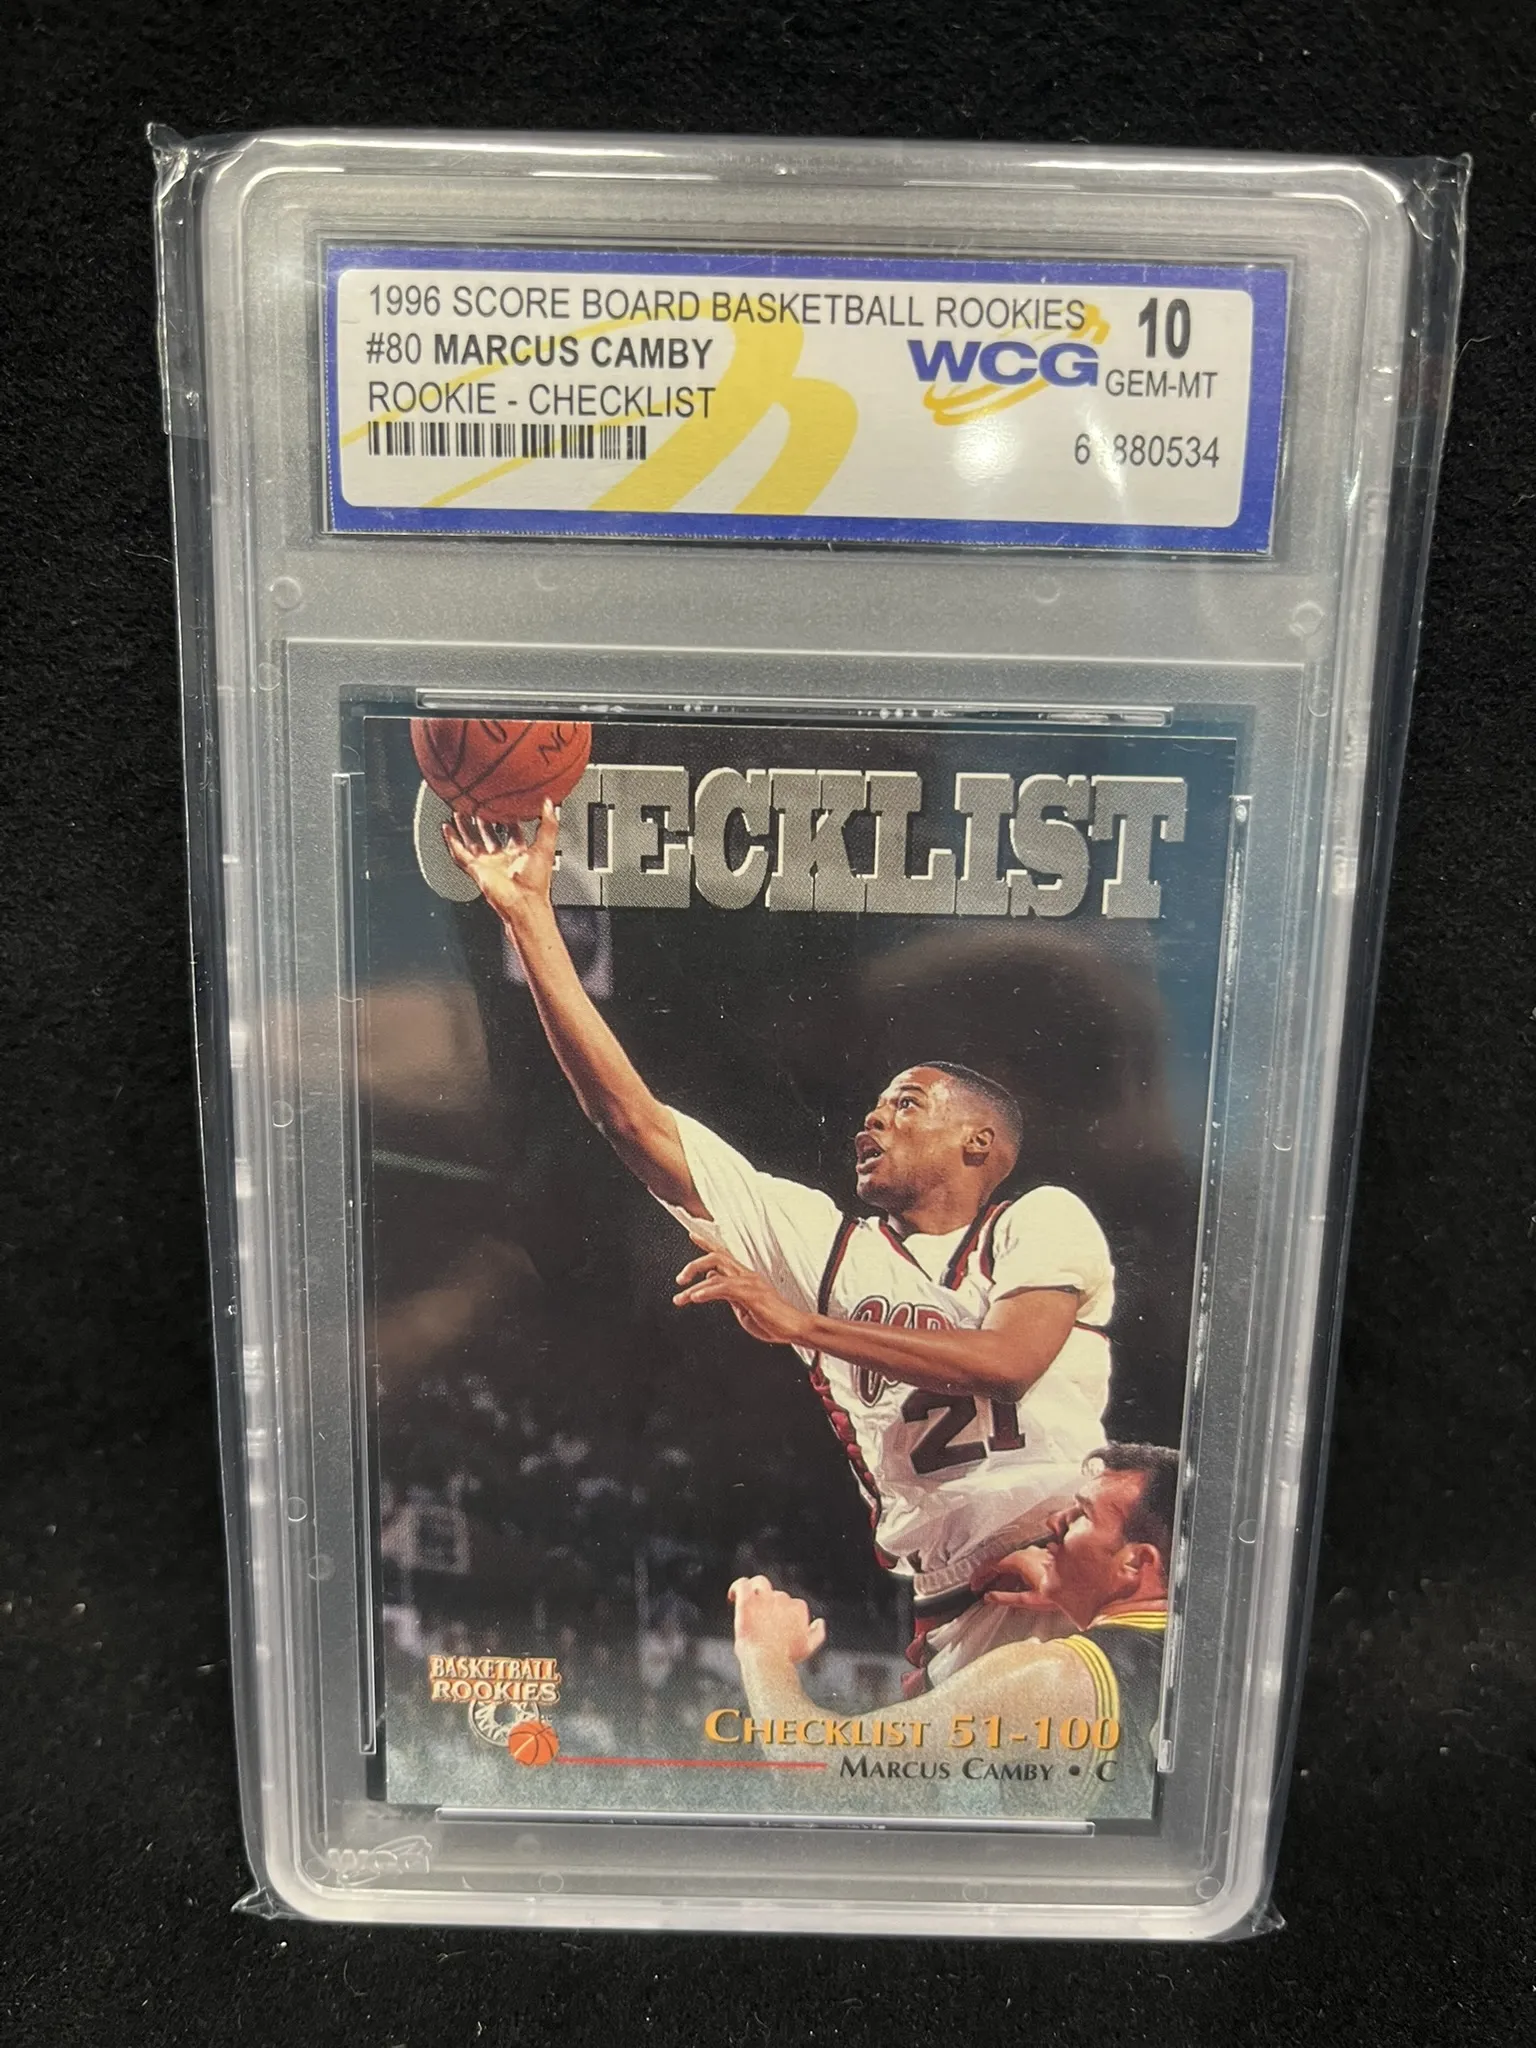 1996 SCORE BOARD BASKETBALL ROOKIES
#80 MARCUS CAMBY
ROOKIE - CHECKLIST
WCG
10
GEM-MT
CHECKLIST
21
BASKETBALL
ROOKIES
CHECKLIST 51-100
MARCUS CAMBY • C
WCG